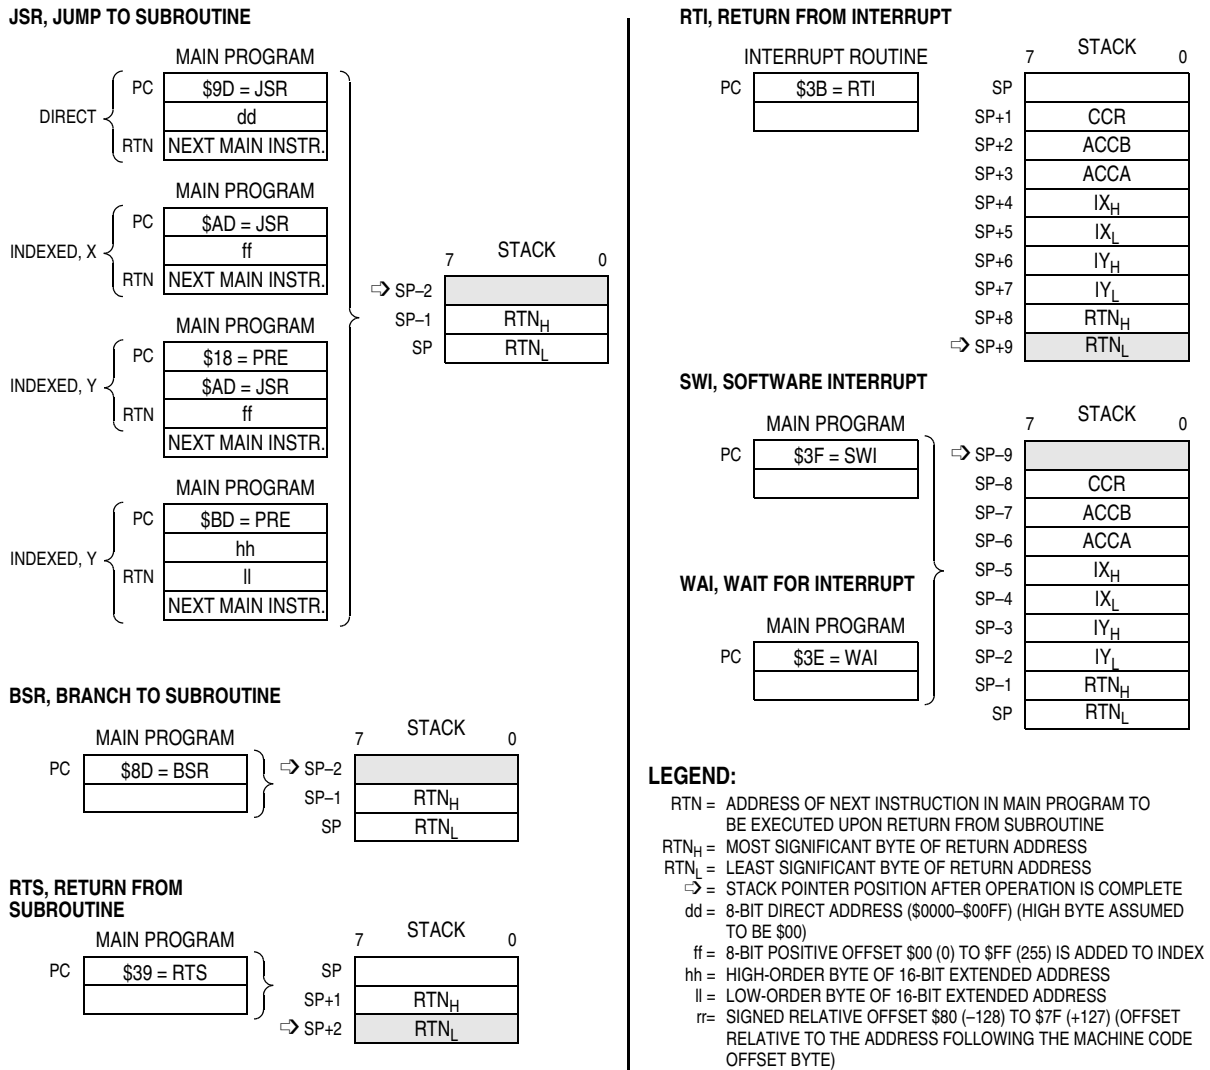 JSR, JUMP TO SUBROUTINE
MAIN PROGRAM
DIRECT
PC $9D = JSR
dd
RTN NEXT MAIN INSTR.
MAIN PROGRAM
INDEXED, X
PC $AD = JSR
ff
RTN NEXT MAIN INSTR.
MAIN PROGRAM
INDEXED, Y
PC $18 = PRE
$AD = JSR
RTN ff
NEXT MAIN INSTR.
MAIN PROGRAM
INDEXED, Y
PC $BD = PRE
hh
RTN ll
NEXT MAIN INSTR.
7 STACK 0
⇨ SP–2
SP–1 RTNH
SP RTNL
BSR, BRANCH TO SUBROUTINE
MAIN PROGRAM
PC $8D = BSR
7 STACK 0
⇨ SP–2
SP–1 RTNH
SP RTNL
RTS, RETURN FROM
SUBROUTINE
MAIN PROGRAM
PC $39 = RTS
7 STACK 0
SP
SP+1 RTNH
⇨ SP+2 RTNL
RTI, RETURN FROM INTERRUPT
INTERRUPT ROUTINE
PC $3B = RTI
7 STACK 0
SP
SP+1 CCR
SP+2 ACCB
SP+3 ACCA
SP+4 IXH
SP+5 IXL
SP+6 IYH
SP+7 IYL
SP+8 RTNH
⇨ SP+9 RTNL
SWI, SOFTWARE INTERRUPT
MAIN PROGRAM
PC $3F = SWI
WAI, WAIT FOR INTERRUPT
MAIN PROGRAM
PC $3E = WAI
7 STACK 0
⇨ SP–9
SP–8 CCR
SP–7 ACCB
SP–6 ACCA
SP–5 IXH
SP–4 IXL
SP–3 IYH
SP–2 IYL
SP–1 RTNH
SP RTNL
LEGEND:
RTN = ADDRESS OF NEXT INSTRUCTION IN MAIN PROGRAM TO
BE EXECUTED UPON RETURN FROM SUBROUTINE
RTNH = MOST SIGNIFICANT BYTE OF RETURN ADDRESS
RTNL = LEAST SIGNIFICANT BYTE OF RETURN ADDRESS
⇨ = STACK POINTER POSITION AFTER OPERATION IS COMPLETE
dd = 8-BIT DIRECT ADDRESS ($0000–$00FF) (HIGH BYTE ASSUMED
TO BE $00)
ff = 8-BIT POSITIVE OFFSET $00 (0) TO $FF (255) IS ADDED TO INDEX
hh = HIGH-ORDER BYTE OF 16-BIT EXTENDED ADDRESS
ll = LOW-ORDER BYTE OF 16-BIT EXTENDED ADDRESS
rr= SIGNED RELATIVE OFFSET $80 (–128) TO $7F (+127) (OFFSET
RELATIVE TO THE ADDRESS FOLLOWING THE MACHINE CODE
OFFSET BYTE)